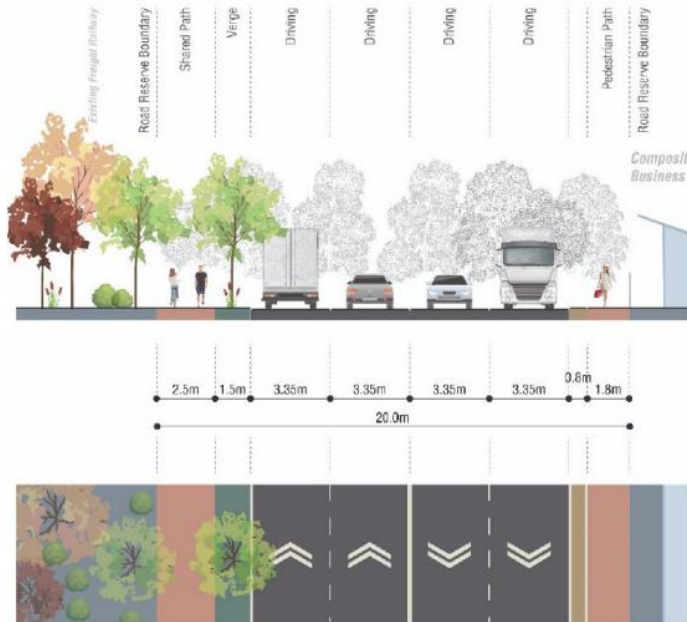 Existing Freight Railway
Road Reserve Boundary
Shared Path
Verge
Driving
Driving
Driving
Driving
Pedestrian Path
Road Reserve Boundary
Composit
Business
0.8m
2.5m
1.5m
3.35m
3.35m
3.35m
3.35m
1.8m
20.0m